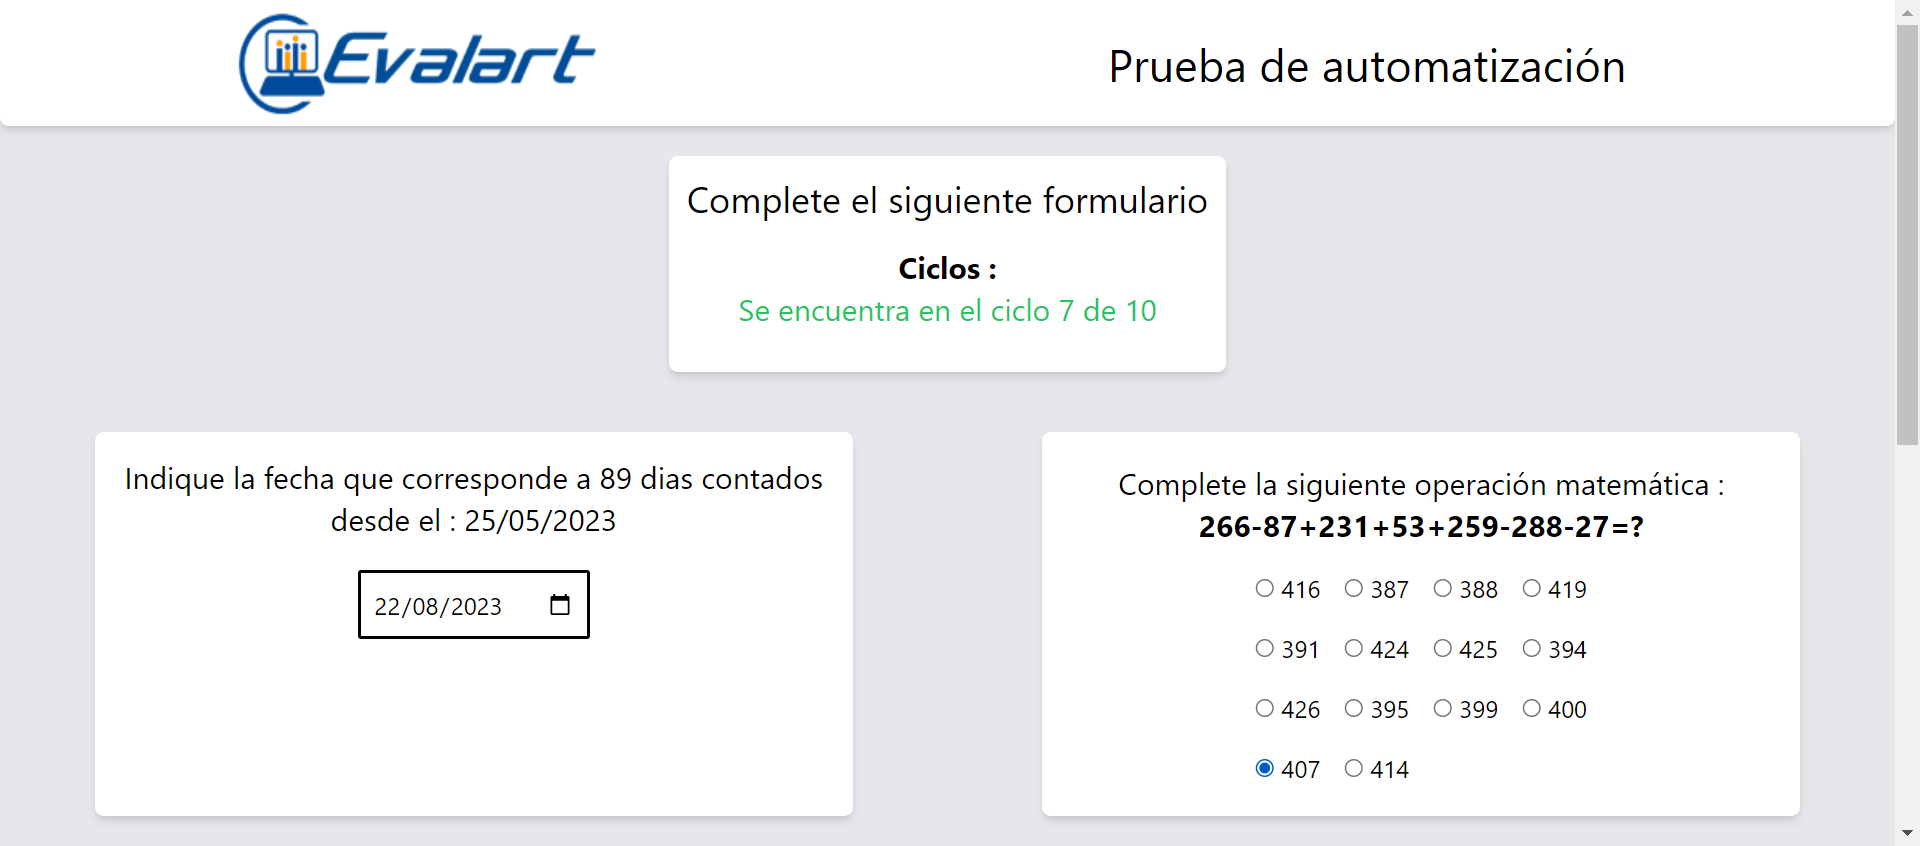 Evalart
Prueba de automatización
Complete el siguiente formulario
Ciclos :
Se encuentra en el ciclo 7 de 10
Indique la fecha que corresponde a 89 dias contados
desde el : 25/05/2023
22/08/2023
Complete la siguiente operación matemática :
266-87+231+53+259-288-27=?
416 387 388 419
391 424 425 394
426 395 399 400
407 414